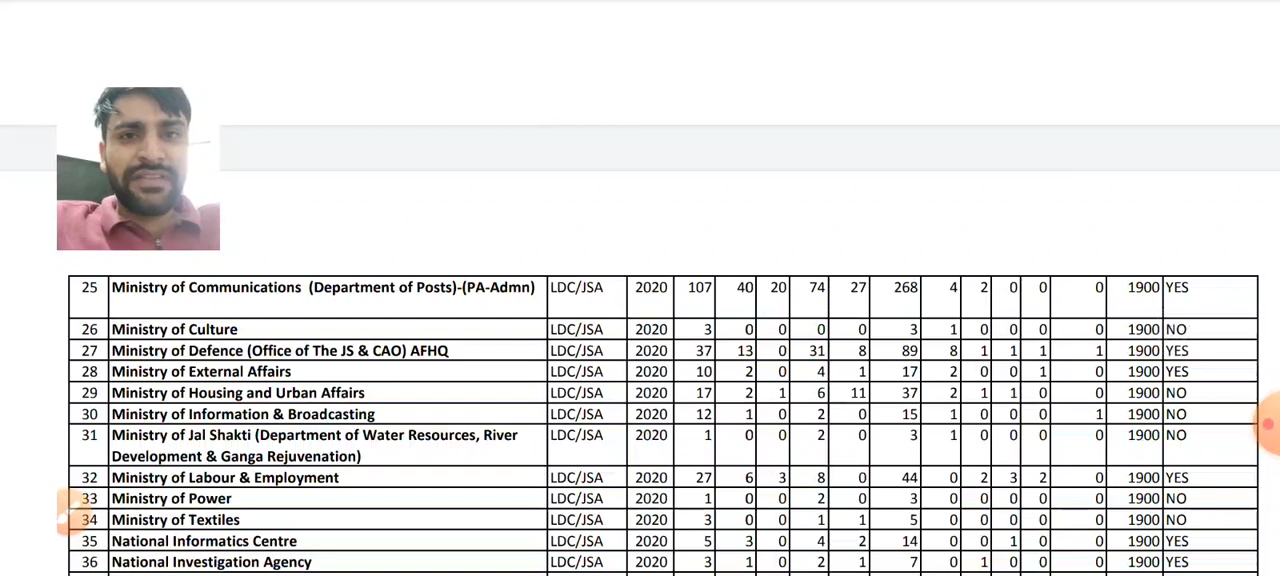 25 Ministry of Communications (Department of Posts)-(PA-Admn) LDC/JSA 2020 107 40 20 74 27 268 4 2 0 0 0 1900 YES
26 Ministry of Culture LDC/JSA 2020 3 0 0 0 0 3 1 0 0 0 0 1900 NO
27 Ministry of Defence (Office of The JS & CAO) AFHQ LDC/JSA 2020 37 13 0 31 8 89 8 1 1 1 1 1900 YES
28 Ministry of External Affairs LDC/JSA 2020 10 2 0 4 1 17 2 0 0 1 0 1900 YES
29 Ministry of Housing and Urban Affairs LDC/JSA 2020 17 2 1 6 11 37 2 1 1 0 0 1900 NO
30 Ministry of Information & Broadcasting LDC/JSA 2020 12 1 0 2 0 15 1 0 0 0 1 1900 NO
31 Ministry of Jal Shakti (Department of Water Resources, River LDC/JSA 2020 1 0 0 2 0 3 1 0 0 0 0 1900 NO
Development & Ganga Rejuvenation)
32 Ministry of Labour & Employment LDC/JSA 2020 27 6 3 8 0 44 0 2 3 2 0 1900 YES
33 Ministry of Power LDC/JSA 2020 1 0 0 2 0 3 0 0 0 0 0 1900 NO
34 Ministry of Textiles LDC/JSA 2020 3 0 0 1 1 5 0 0 0 0 0 1900 NO
35 National Informatics Centre LDC/JSA 2020 5 3 0 4 2 14 0 0 1 0 0 1900 YES
36 National Investigation Agency LDC/JSA 2020 3 1 0 2 1 7 0 1 0 0 0 1900 YES